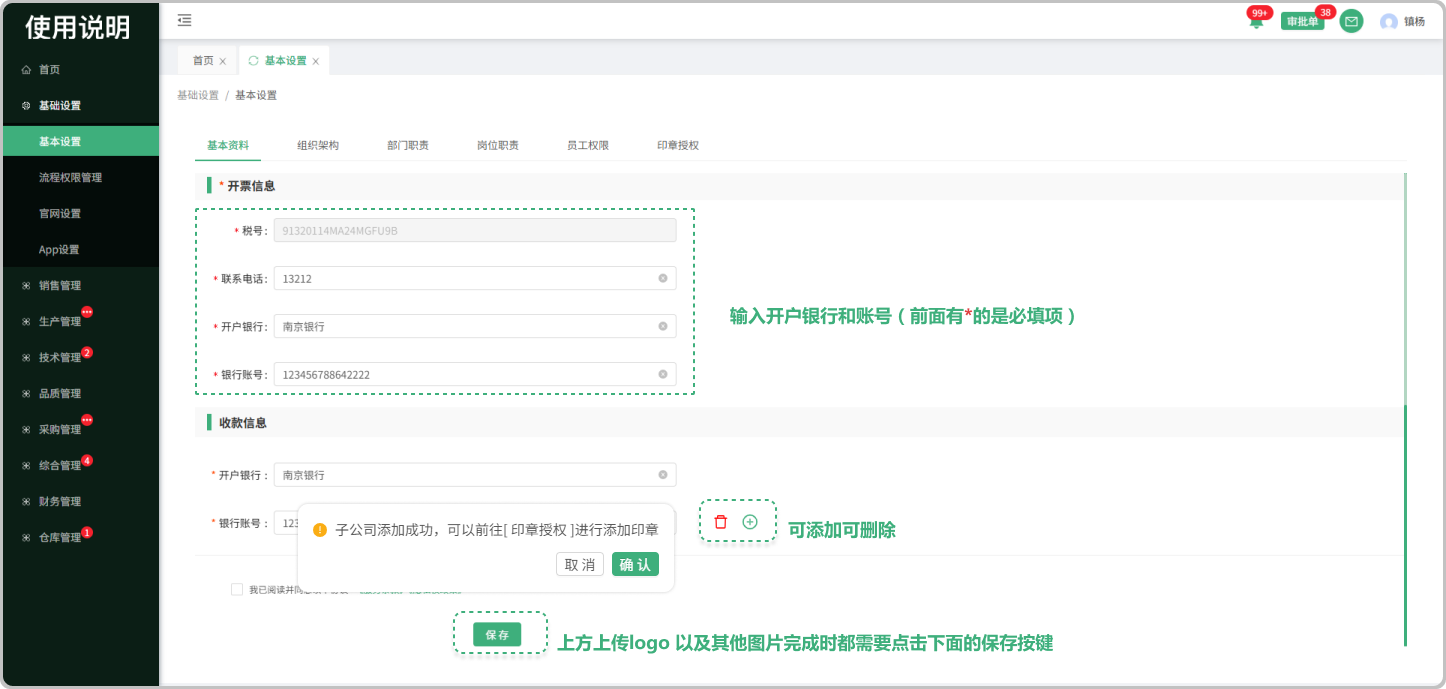 使用说明
99+
审批单
38
镇杨
首页
基础设置
基本设置
流程权限管理
官网设置
App设置
销售管理
生产管理
技术管理 2
品质管理
采购管理
综合管理 4
财务管理
仓库管理 1
首页 x
基本设置 x
基础设置 / 基本设置
基本资料 组织架构 部门职责 岗位职责 员工权限 印章授权
* 开票信息
* 税号: 91320114MA24MGFU9B
* 联系电话: 13212
* 开户银行: 南京银行
* 银行账号: 123456788642222
输入开户银行和账号 ( 前面有*的是必填项 )
收款信息
* 开户银行 : 南京银行
* 银行账号 : 123
子公司添加成功，可以前往[ 印章授权 ]进行添加印章
取 消 确 认
可添加可删除
我已阅读并同意
保存
上方上传logo 以及其他图片完成时都需要点击下面的保存按键